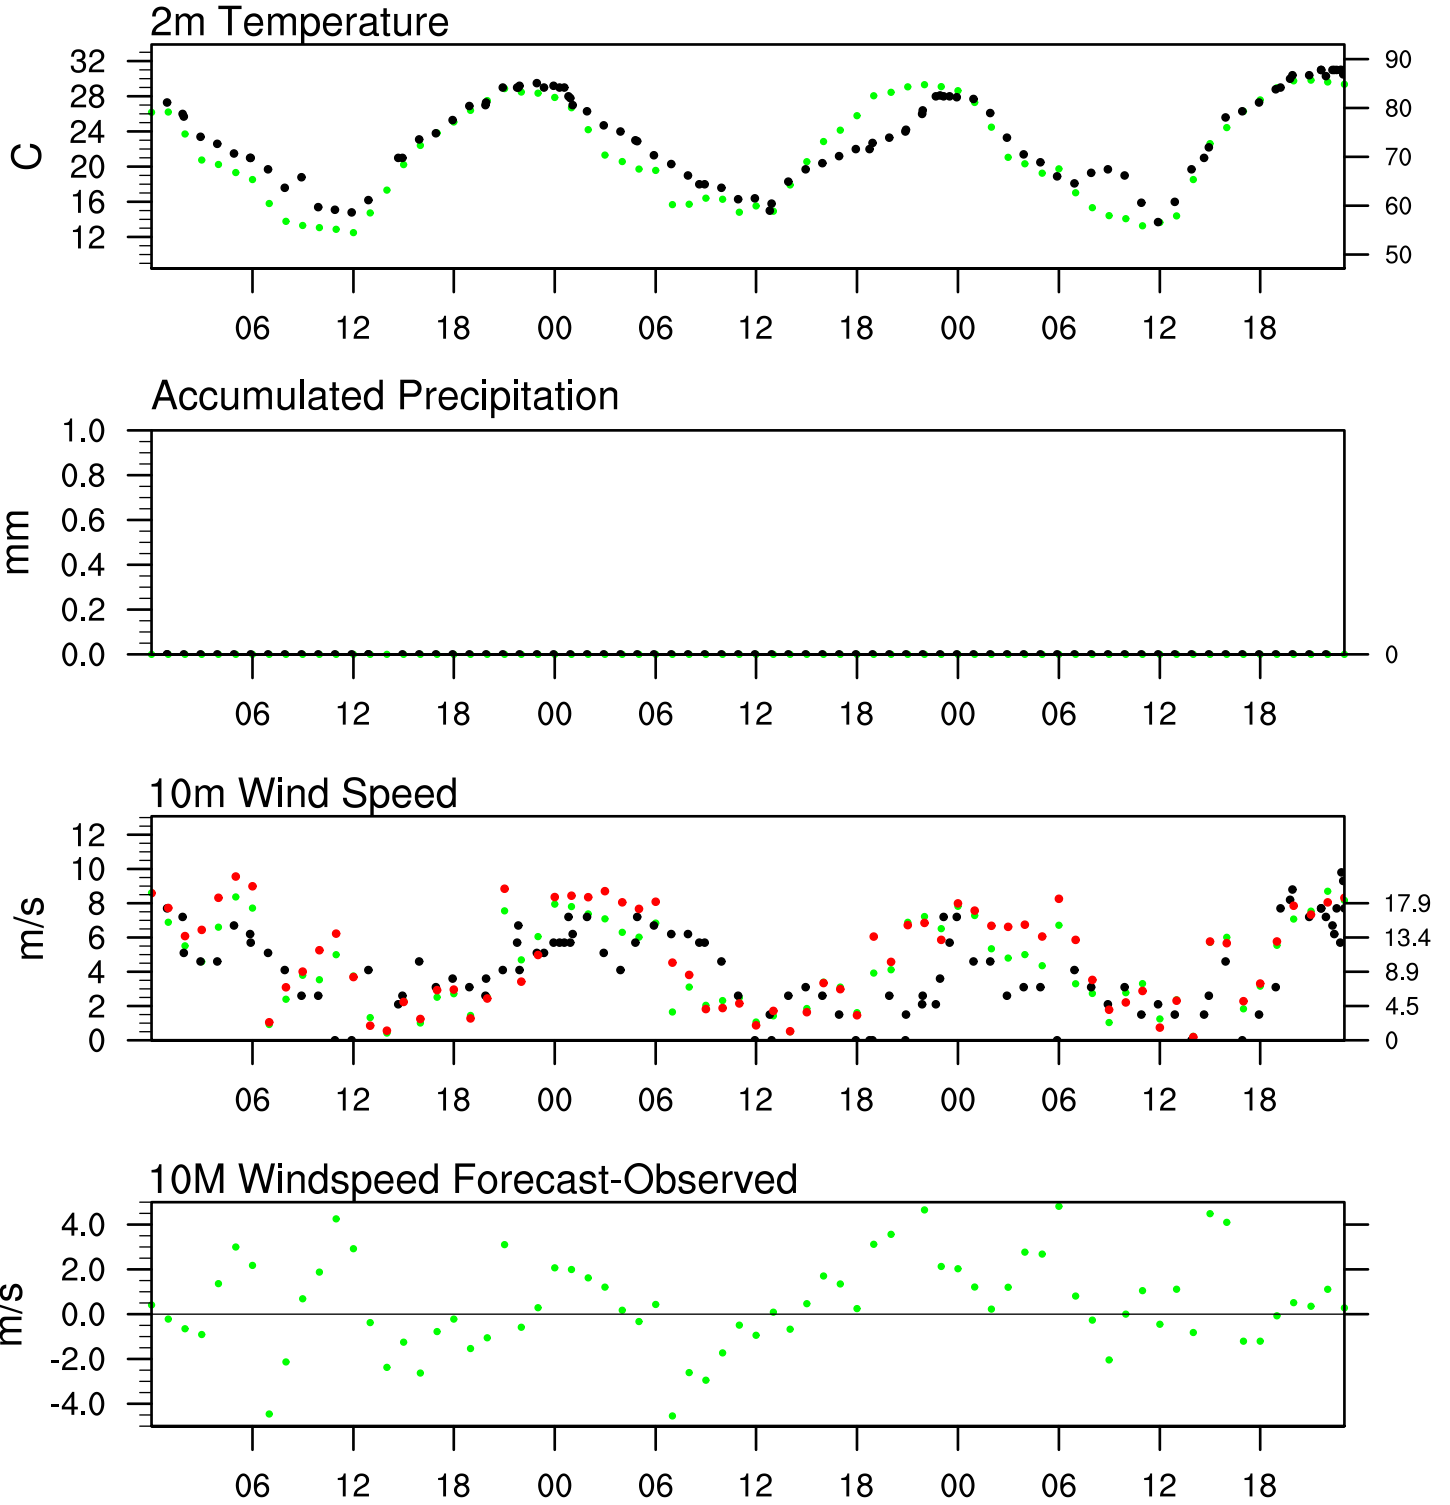 2m Temperature
32 90
28 80
24
C
20 70
16 60
12
50
06 12 18 00 06 12 18 00 06 12 18
Accumulated Precipitation
1.0
0.8
0.6
mm
0.4
0.2
0.0 0
06 12 18 00 06 12 18 00 06 12 18
10m Wind Speed
12
10
8 17.9
m/s
6 13.4
4 8.9
2 4.5
0 0
06 12 18 00 06 12 18 00 06 12 18
10M Windspeed Forecast-Observed
4.0
2.0
0.0
m/s
-2.0
-4.0
06 12 18 00 06 12 18 00 06 12 18